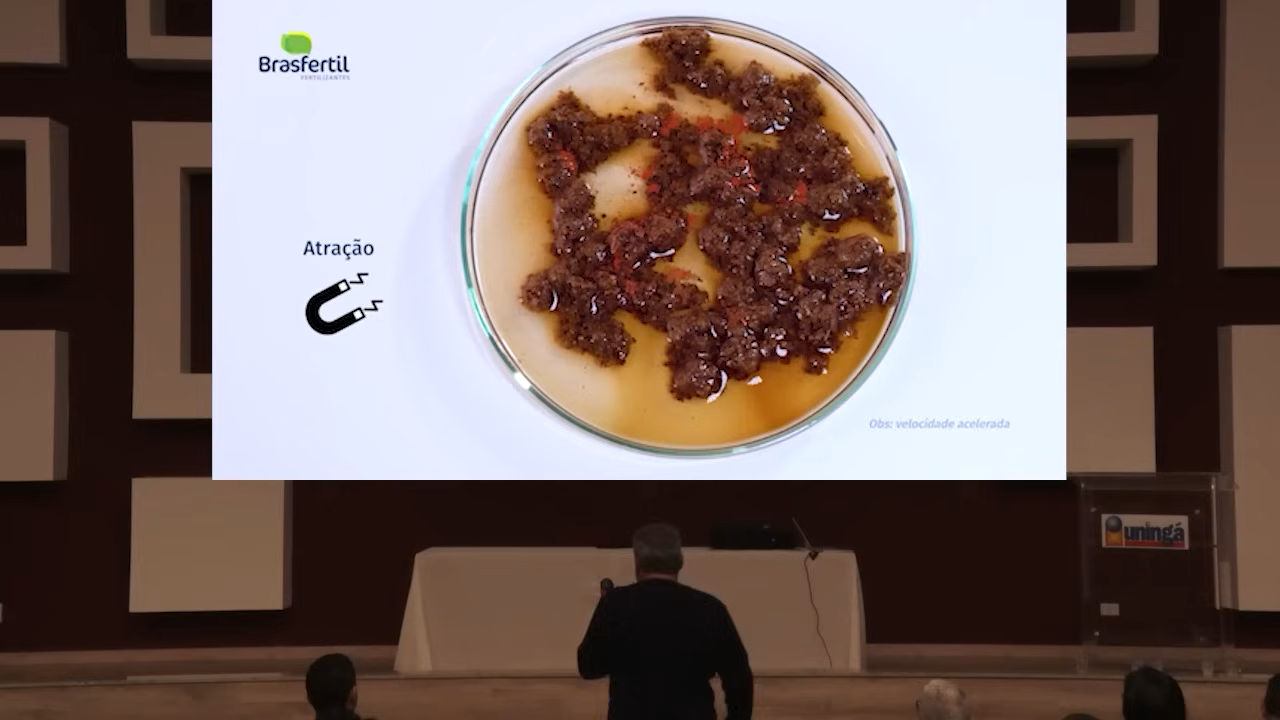 Brasfertil
FERTILIZANTES
Atração
Obs: velocidade acelerada
uningá